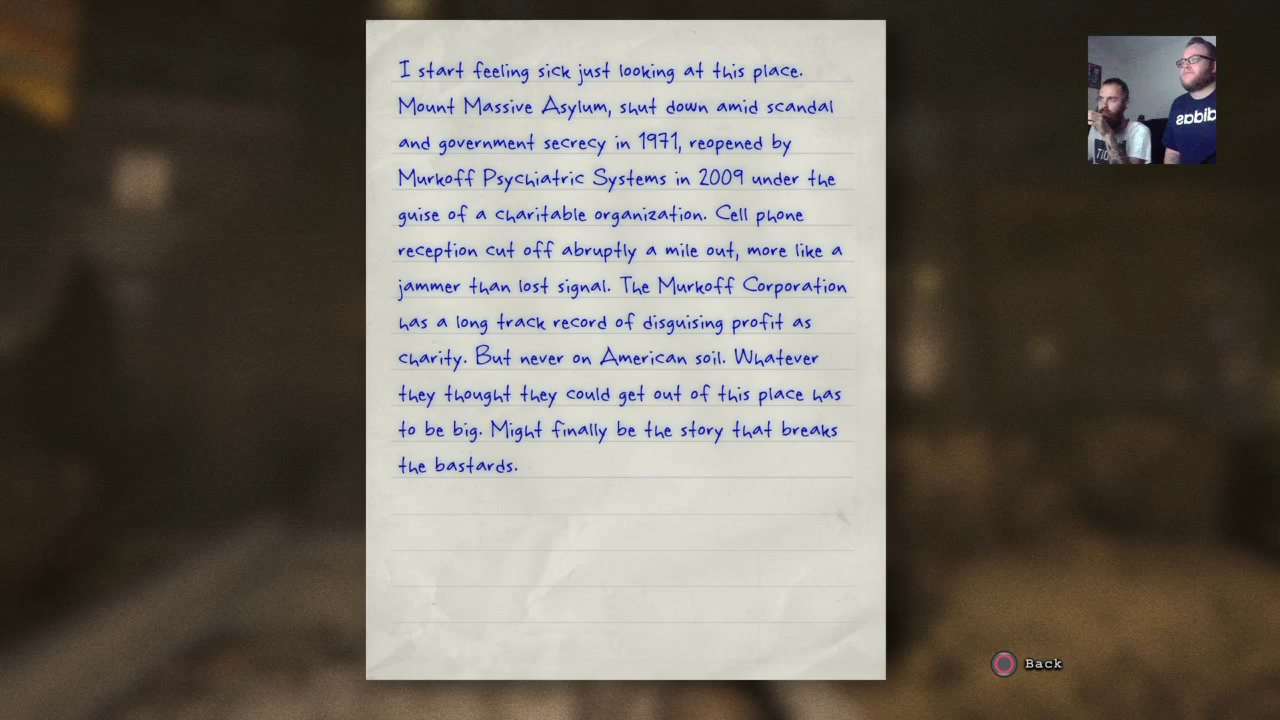 I start feeling sick just looking at this place.
Mount Massive Asylum, shut down amid scandal
and government secrecy in 1971, reopened by
Murkoff Psychiatric Systems in 2009 under the
guise of a charitable organization. Cell phone
reception cut off abruptly a mile out, more like a
jammer than lost signal. The Murkoff Corporation
has a long track record of disguising profit as
charity. But never on American soil. Whatever
they thought they could get out of this place has
to be big. Might finally be the story that breaks
the bastards.
adidas
Back